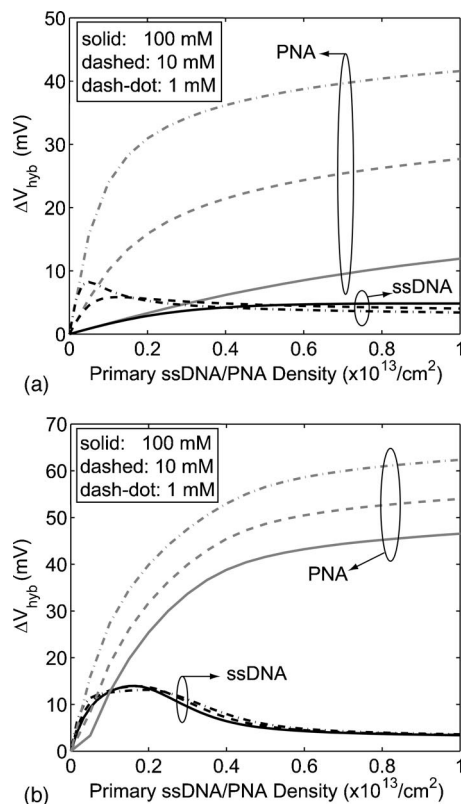 solid: 100 mM
dashed: 10 mM
dash-dot: 1 mM
PNA
ssDNA
50
40
30
20
10
0
ΔV_hyb (mV)
0 0.2 0.4 0.6 0.8 1
(a) Primary ssDNA/PNA Density (x10^13/cm^2)
solid: 100 mM
dashed: 10 mM
dash-dot: 1 mM
PNA
ssDNA
70
60
50
40
30
20
10
0
ΔV_hyb (mV)
0 0.2 0.4 0.6 0.8 1
(b) Primary ssDNA/PNA Density (x10^13/cm^2)